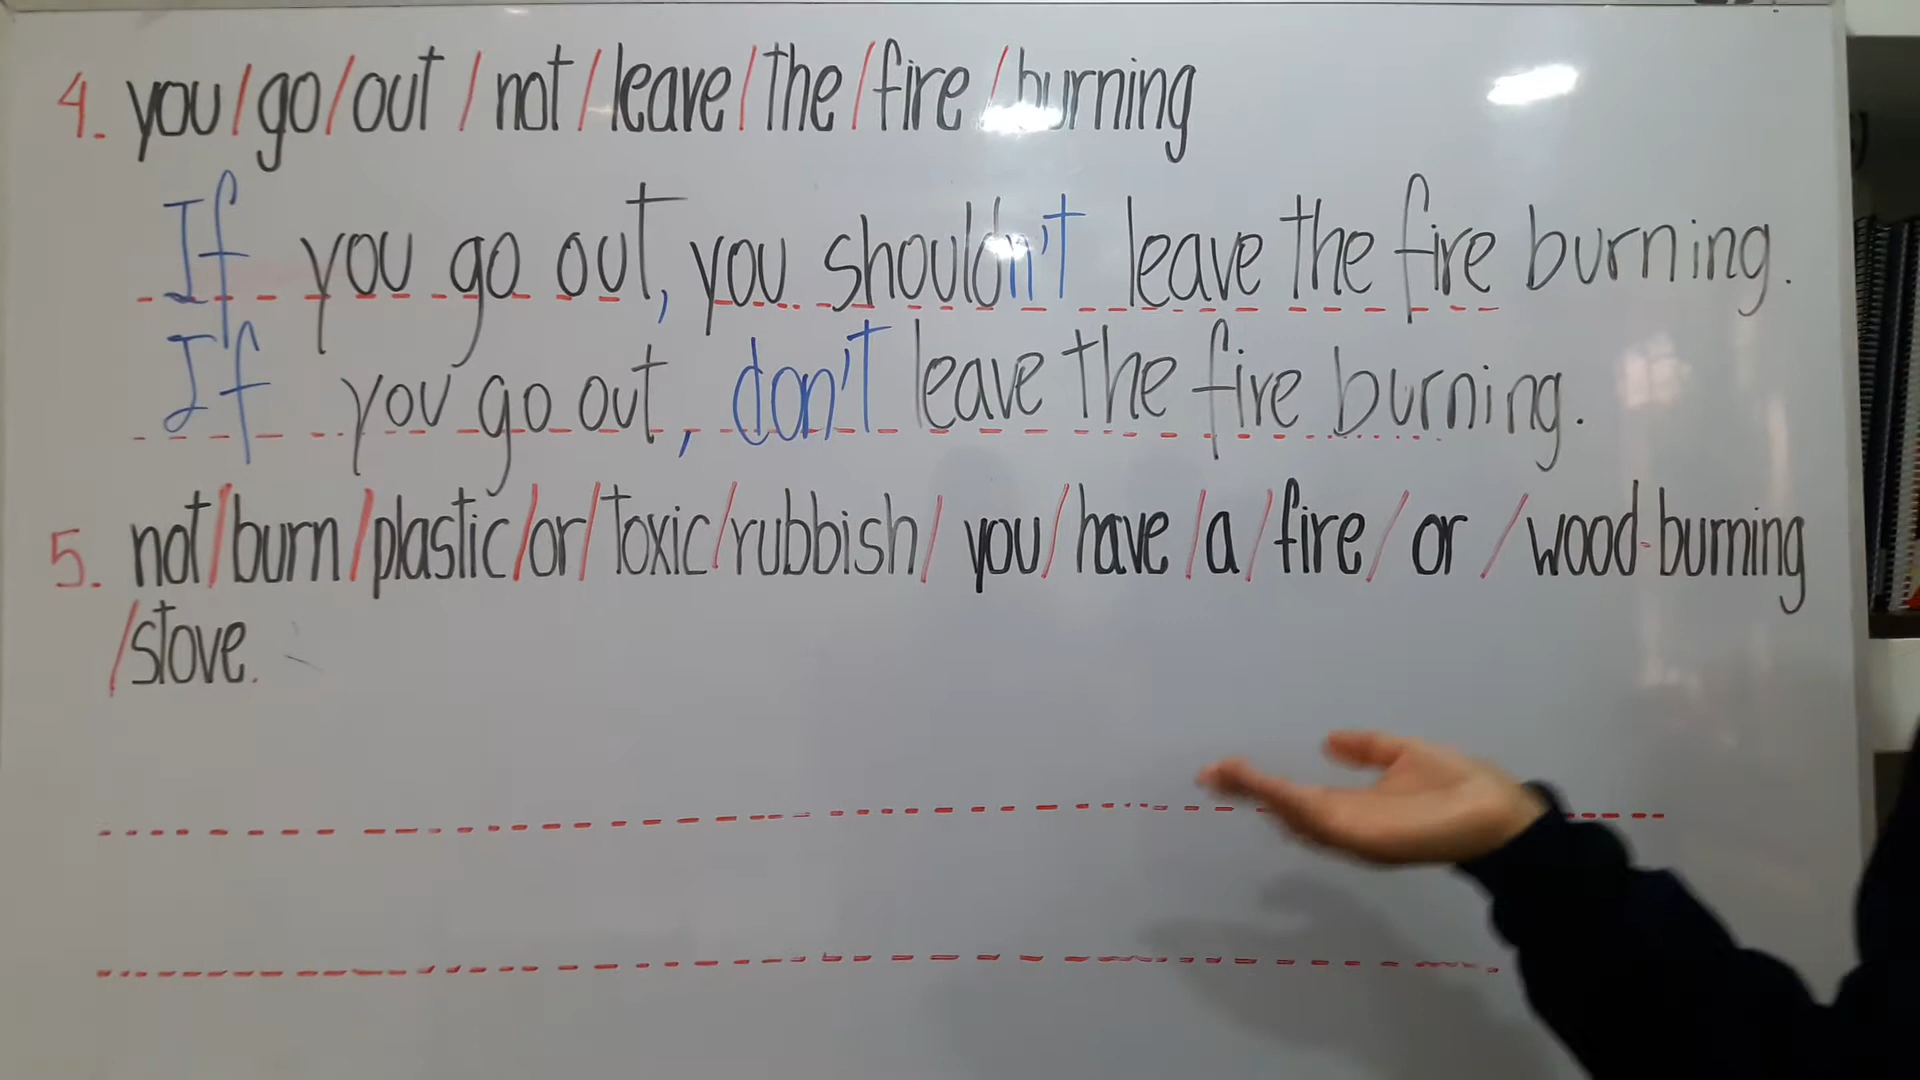 4. you/go/out/not/leave/the/fire/burning
If you go out, you shouldn't leave the fire burning.
If you go out, don't leave the fire burning.
5. not/burn/plastic/or/toxic/rubbish/you/have/a/fire/or/wood-burning
/stove.